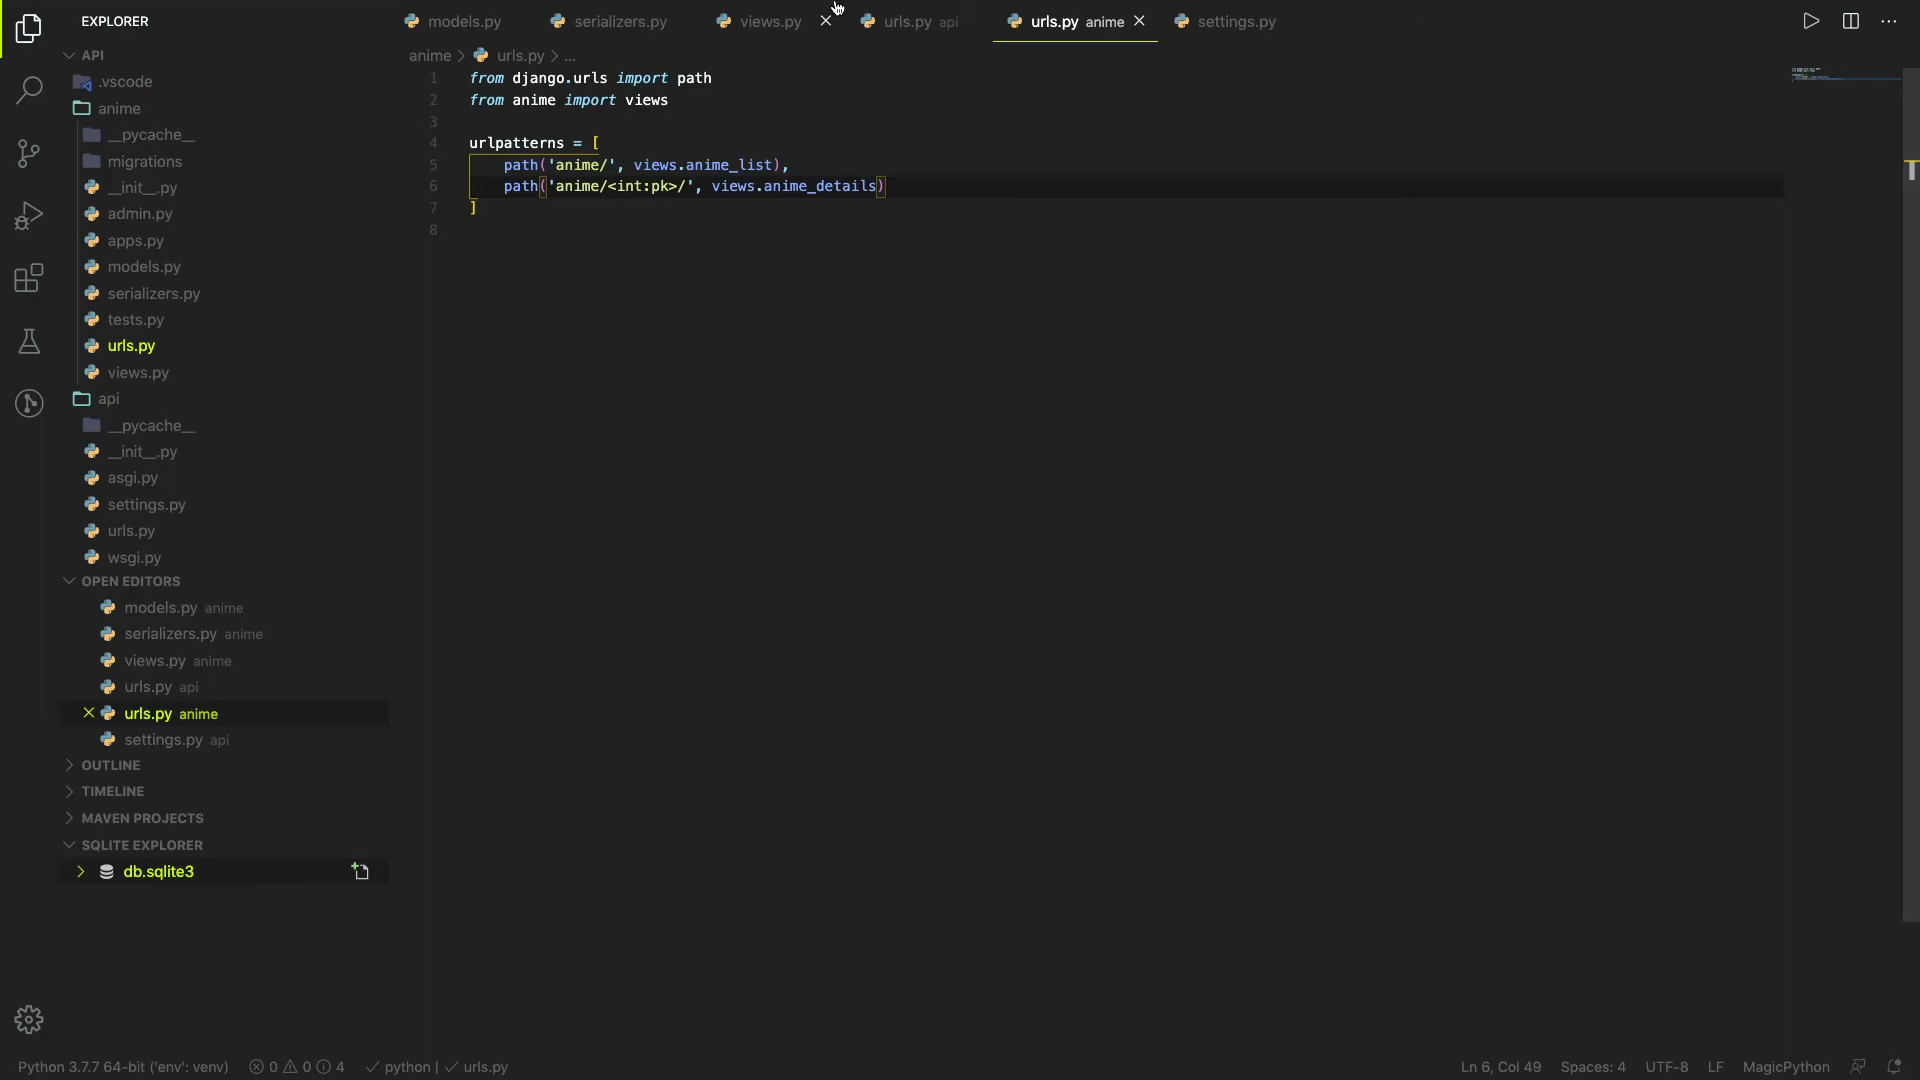 EXPLORER
API
.vscode
anime
__pycache__
migrations
__init__.py
admin.py
apps.py
models.py
serializers.py
tests.py
urls.py
views.py
api
__pycache__
__init__.py
asgi.py
settings.py
urls.py
wsgi.py
OPEN EDITORS
models.py anime
serializers.py anime
views.py anime
urls.py api
urls.py anime
settings.py api
OUTLINE
TIMELINE
MAVEN PROJECTS
SQLITE EXPLORER
db.sqlite3
models.py serializers.py views.py urls.py api urls.py anime settings.py
anime > urls.py > ...
1 from django.urls import path
2 from anime import views
3
4 urlpatterns = [
5 path('anime/', views.anime_list),
6 path('anime/<int:pk>/', views.anime_details)
7 ]
8
Python 3.7.7 64-bit ('env': venv) 0 0 4 python | urls.py Ln 6, Col 49 Spaces: 4 UTF-8 LF MagicPython